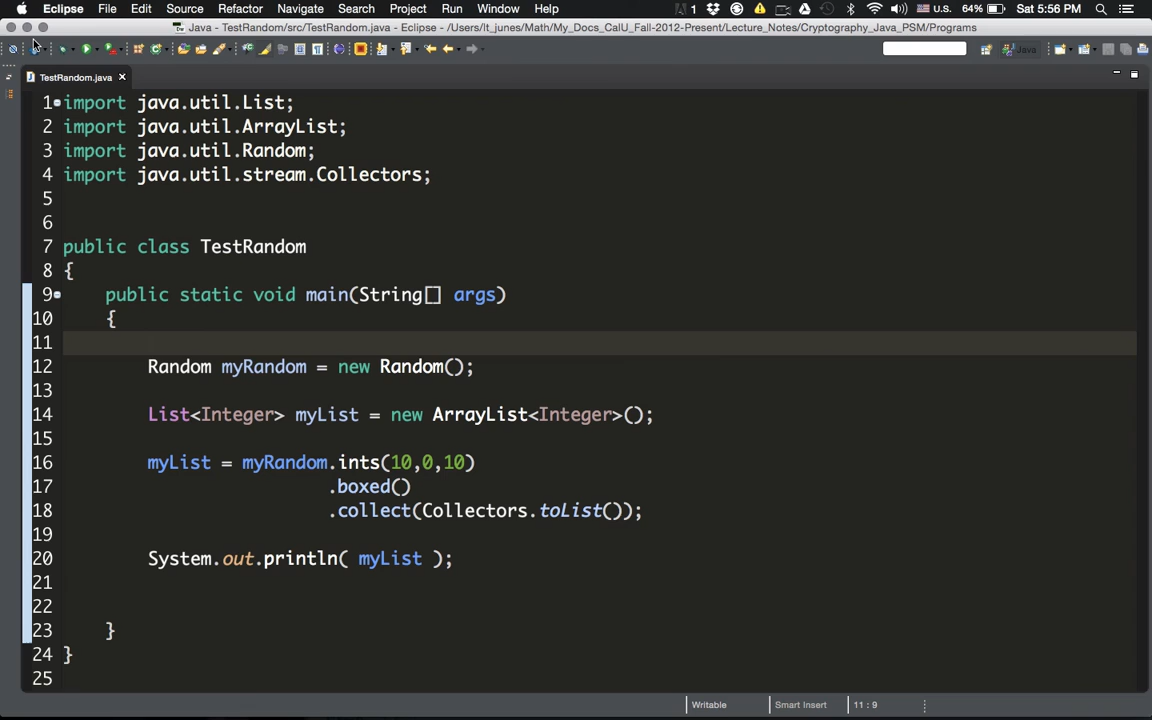 Eclipse File Edit Source Refactor Navigate Search Project Run Window Help 1 U.S. 64% Sat 5:56 PM
Java - TestRandom/src/TestRandom.java - Eclipse - /Users/lt_junes/Math/My_Docs_CalU_Fall-2012-Present/Lecture_Notes/Cryptography_Java_PSM/Programs
Java
TestRandom.java
1 import java.util.List;
2 import java.util.ArrayList;
3 import java.util.Random;
4 import java.util.stream.Collectors;
5
6
7 public class TestRandom
8 {
9 public static void main(String[] args)
10 {
11
12 Random myRandom = new Random();
13
14 List<Integer> myList = new ArrayList<Integer>();
15
16 myList = myRandom.ints(10,0,10)
17 .boxed()
18 .collect(Collectors.toList());
19
20 System.out.println( myList );
21
22
23 }
24 }
25
Writable Smart Insert 11 : 9